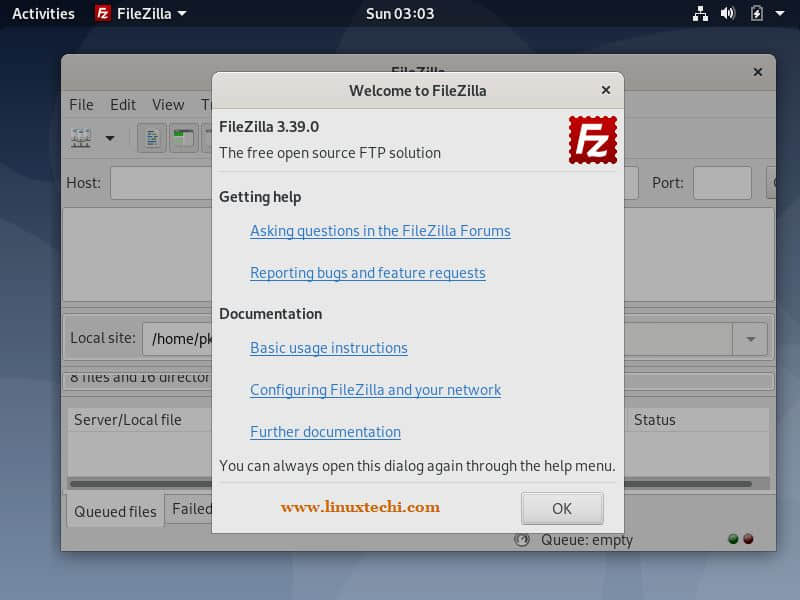 Activities FileZilla Sun 03:03
Welcome to FileZilla
File Edit View
FileZilla 3.39.0
The free open source FTP solution
Fz
Host: Port:
Getting help
Asking questions in the FileZilla Forums
Reporting bugs and feature requests
Documentation
Local site: /home/pk
Basic usage instructions
8 files and 16 director
Configuring FileZilla and your network
Server/Local file Status
Further documentation
You can always open this dialog again through the help menu.
www.linuxtechi.com OK
Queued files Failed
Queue: empty